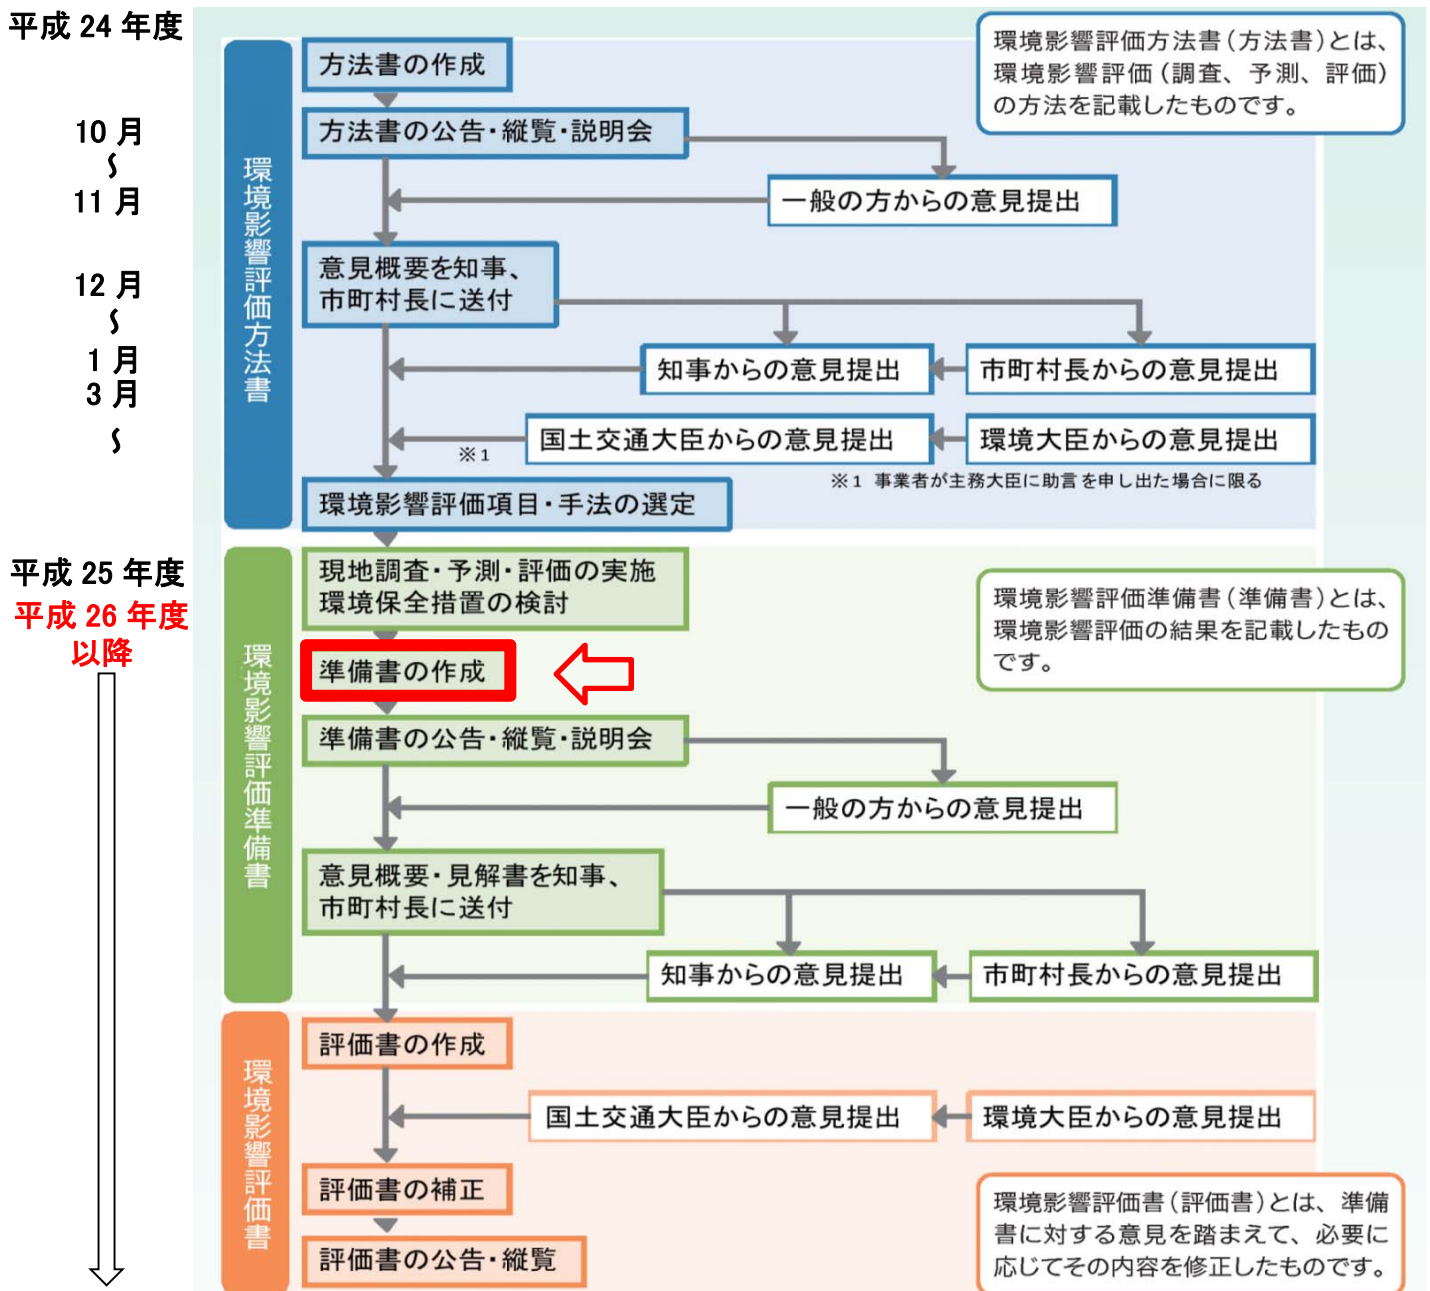 平成 24 年度
環境影響評価方法書（方法書）とは、
環境影響評価（調査、予測、評価）
の方法を記載したものです。
環境影響評価方法書
方法書の作成
10 月
～
11 月
方法書の公告・縦覧・説明会
一般の方からの意見提出
12 月
～
1 月
意見概要を知事、
市町村長に送付
知事からの意見提出
市町村長からの意見提出
3 月
～
国土交通大臣からの意見提出
環境大臣からの意見提出
※1
※1 事業者が主務大臣に助言を申し出た場合に限る
環境影響評価項目・手法の選定
平成 25 年度
平成 26 年度
以降
環境影響評価準備書
現地調査・予測・評価の実施
環境保全措置の検討
環境影響評価準備書（準備書）とは、
環境影響評価の結果を記載したもの
です。
準備書の作成
準備書の公告・縦覧・説明会
一般の方からの意見提出
意見概要・見解書を知事、
市町村長に送付
知事からの意見提出
市町村長からの意見提出
環境影響評価書
評価書の作成
国土交通大臣からの意見提出
環境大臣からの意見提出
評価書の補正
評価書の公告・縦覧
環境影響評価書（評価書）とは、準備
書に対する意見を踏まえて、必要に
応じてその内容を修正したものです。